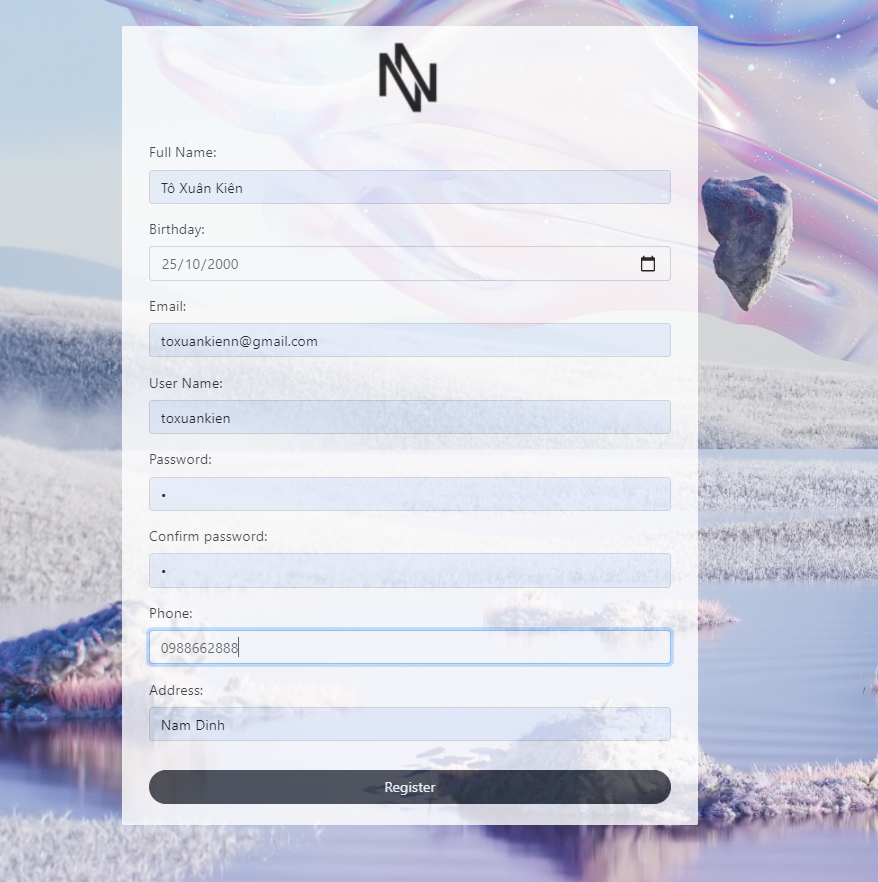 Full Name:
Tô Xuân Kiên
Birthday:
25/10/2000
Email:
toxuankienn@gmail.com
User Name:
toxuankien
Password:
•
Confirm password:
•
Phone:
0988662888
Address:
Nam Dinh
Register